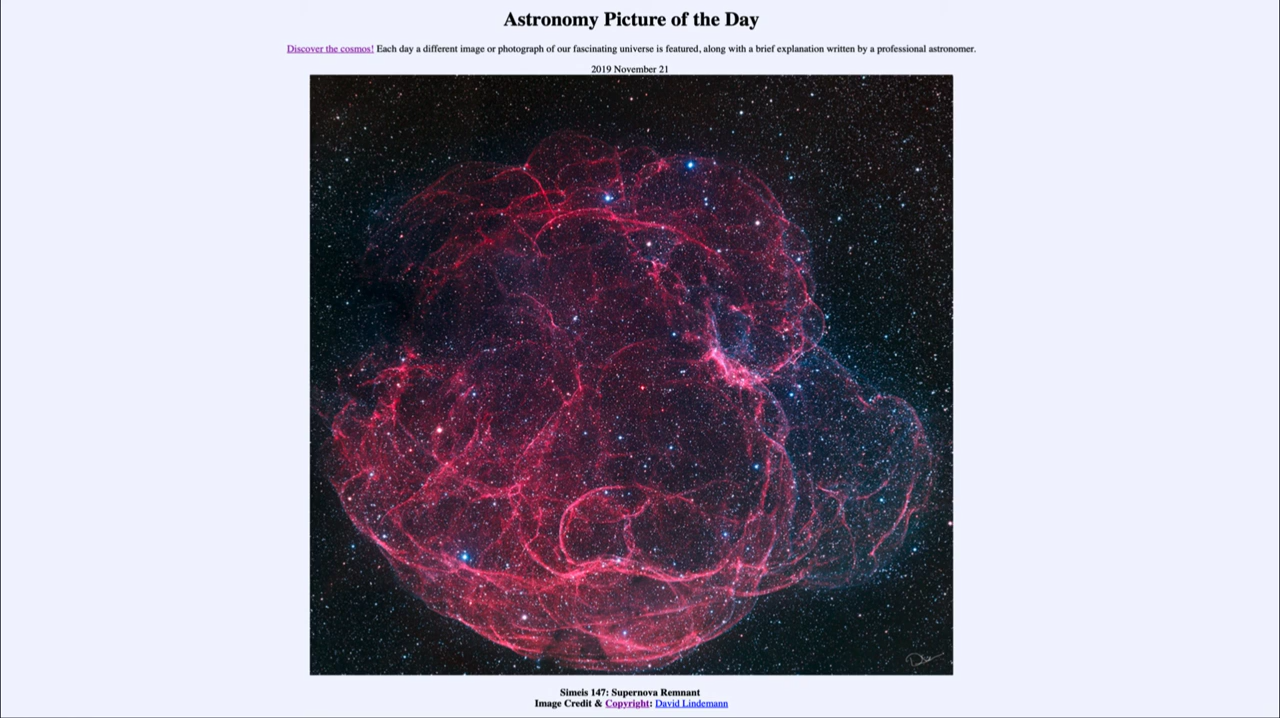 Astronomy Picture of the Day
Discover the cosmos! Each day a different image or photograph of our fascinating universe is featured, along with a brief explanation written by a professional astronomer.
2019 November 21
Simeis 147: Supernova Remnant
Image Credit & Copyright: David Lindemann